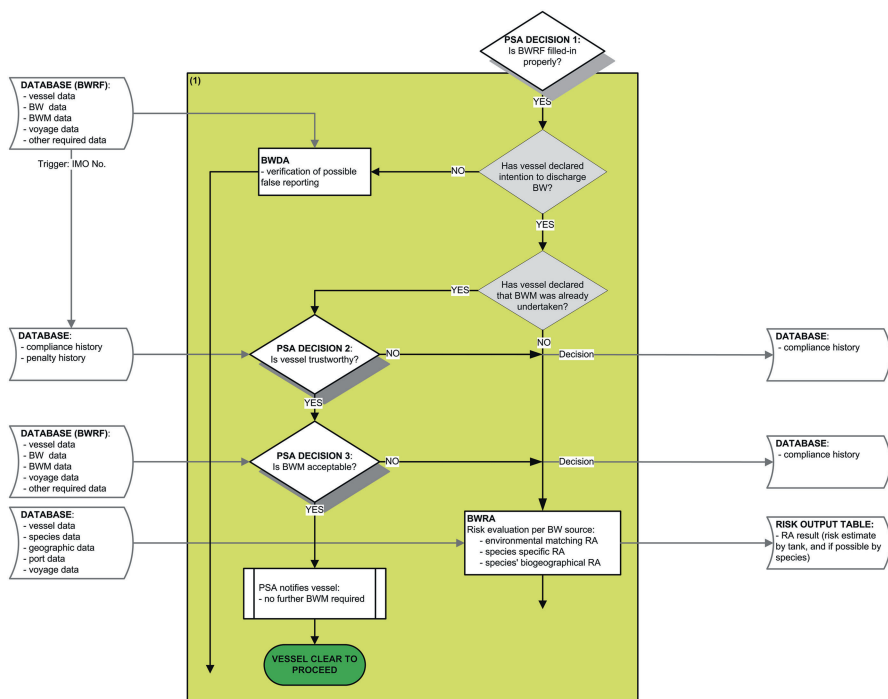 PSA DECISION 1:
Is BWRF filled-in
properly?
(1)
YES
DATABASE (BWRF):
- vessel data
- BW data
- BWM data
- voyage data
- other required data
Trigger: IMO No.
BWDA
- verification of possible
false reporting
NO
Has vessel declared
intention to discharge
BW?
YES
Has vessel declared
that BWM was already
undertaken?
YES
NO
DATABASE:
- compliance history
- penalty history
PSA DECISION 2:
Is vessel trustworthy?
NO
Decision
DATABASE:
- compliance history
YES
DATABASE (BWRF):
- vessel data
- BW data
- BWM data
- voyage data
- other required data
PSA DECISION 3:
Is BWM acceptable?
NO
Decision
DATABASE:
- compliance history
YES
DATABASE:
- vessel data
- species data
- geographic data
- port data
- voyage data
BWRA
Risk evaluation per BW source:
- environmental matching RA
- species specific RA
- species' biogeographical RA
RISK OUTPUT TABLE:
- RA result (risk estimate
by tank, and if possible by
species)
PSA notifies vessel:
- no further BWM required
VESSEL CLEAR TO
PROCEED